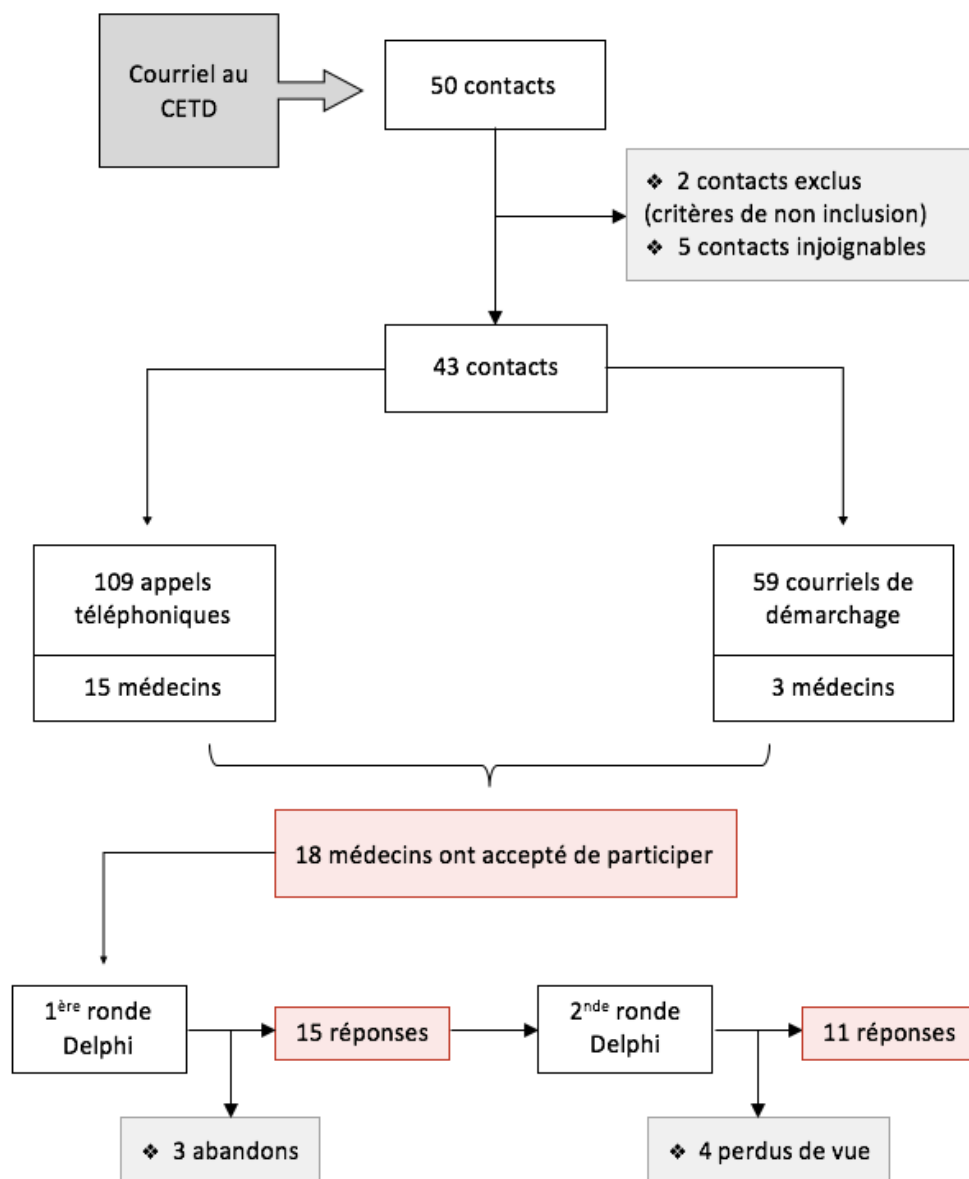 Courriel au
CETD
50 contacts
❖ 2 contacts exclus
(critères de non inclusion)
❖ 5 contacts injoignables
43 contacts
109 appels
téléphoniques
15 médecins
59 courriels de
démarchage
3 médecins
18 médecins ont accepté de participer
1ère ronde
Delphi
15 réponses
2nde ronde
Delphi
11 réponses
❖ 3 abandons
❖ 4 perdus de vue